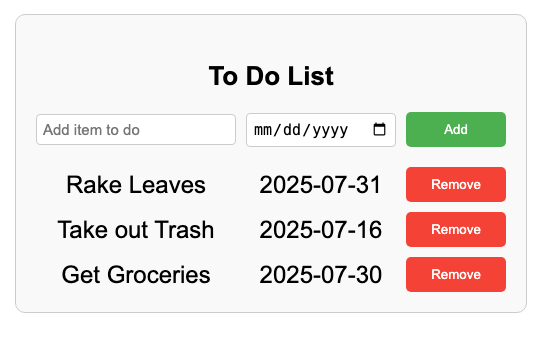 To Do List
Add item to do mm/dd/yyyy Add
Rake Leaves 2025-07-31 Remove
Take out Trash 2025-07-16 Remove
Get Groceries 2025-07-30 Remove